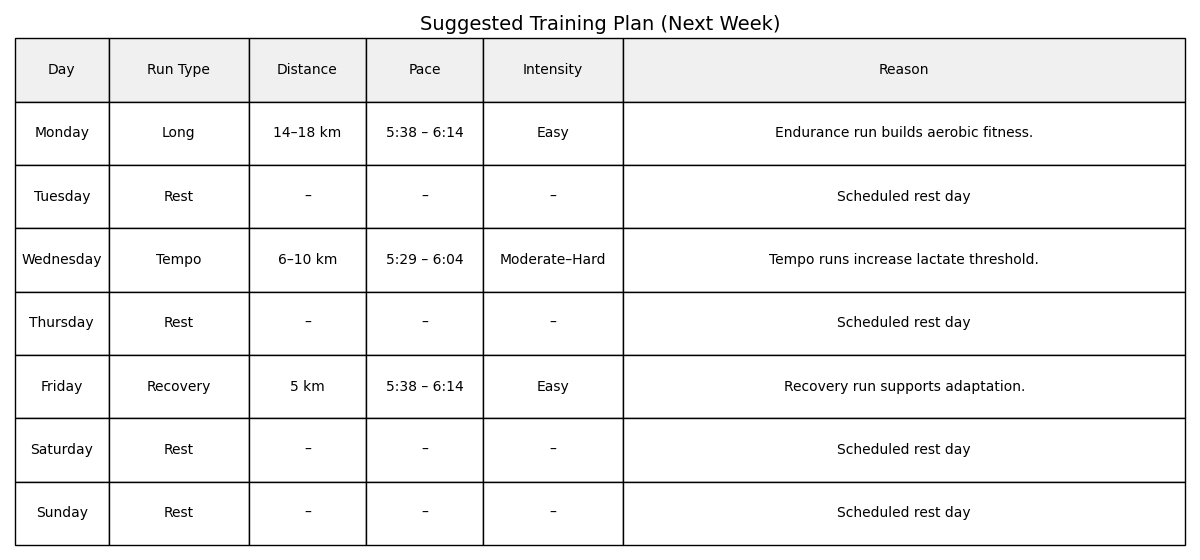 Suggested Training Plan (Next Week)
Day Run Type Distance Pace Intensity Reason
Monday Long 14–18 km 5:38 – 6:14 Easy Endurance run builds aerobic fitness.
Tuesday Rest – – – Scheduled rest day
Wednesday Tempo 6–10 km 5:29 – 6:04 Moderate–Hard Tempo runs increase lactate threshold.
Thursday Rest – – – Scheduled rest day
Friday Recovery 5 km 5:38 – 6:14 Easy Recovery run supports adaptation.
Saturday Rest – – – Scheduled rest day
Sunday Rest – – – Scheduled rest day